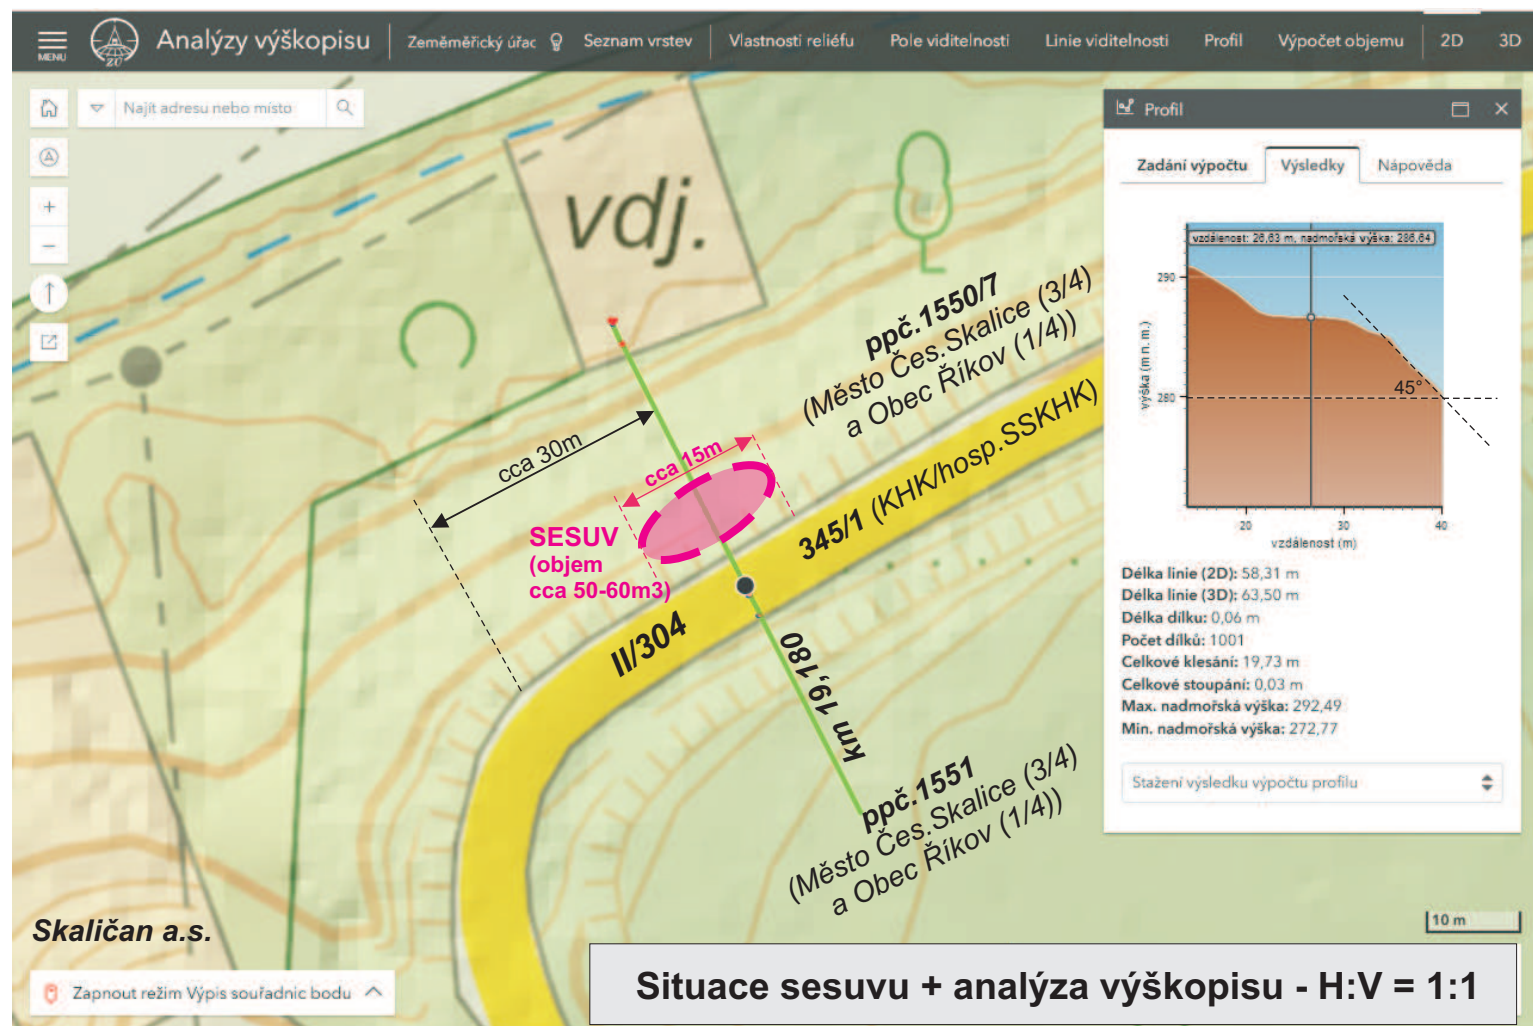 MENU
ZÚ
Analýzy výškopisu
Zeměměřický úřac
Seznam vrstev
Vlastnosti reliéfu
Pole viditelnosti
Linie viditelnosti
Profil
Výpočet objemu
2D
3D
Najít adresu nebo místo
vdj.
ppč.1550/7
(Město Čes.Skalice (3/4)
a Obec Říkov (1/4))
cca 30m
cca 15m
SESUV
(objem
cca 50-60m3)
345/1 (KHK/hosp.SSKHK)
II/304
km 19,180
ppč.1551
(Město Čes.Skalice (3/4)
a Obec Říkov (1/4))
Profil
Zadání výpočtu
Výsledky
Nápověda
vzdálenost: 26,63 m, nadmořská výška: 286,64
290
280
výška (m n. m.)
45°
20
30
40
vzdálenost (m)
Délka linie (2D): 58,31 m
Délka linie (3D): 63,50 m
Délka dílku: 0,06 m
Počet dílků: 1001
Celkové klesání: 19,73 m
Celkové stoupání: 0,03 m
Max. nadmořská výška: 292,49
Min. nadmořská výška: 272,77
Stažení výsledku výpočtu profilu
10 m
Skaličan a.s.
Zapnout režim Výpis souřadnic bodu
Situace sesuvu + analýza výškopisu - H:V = 1:1